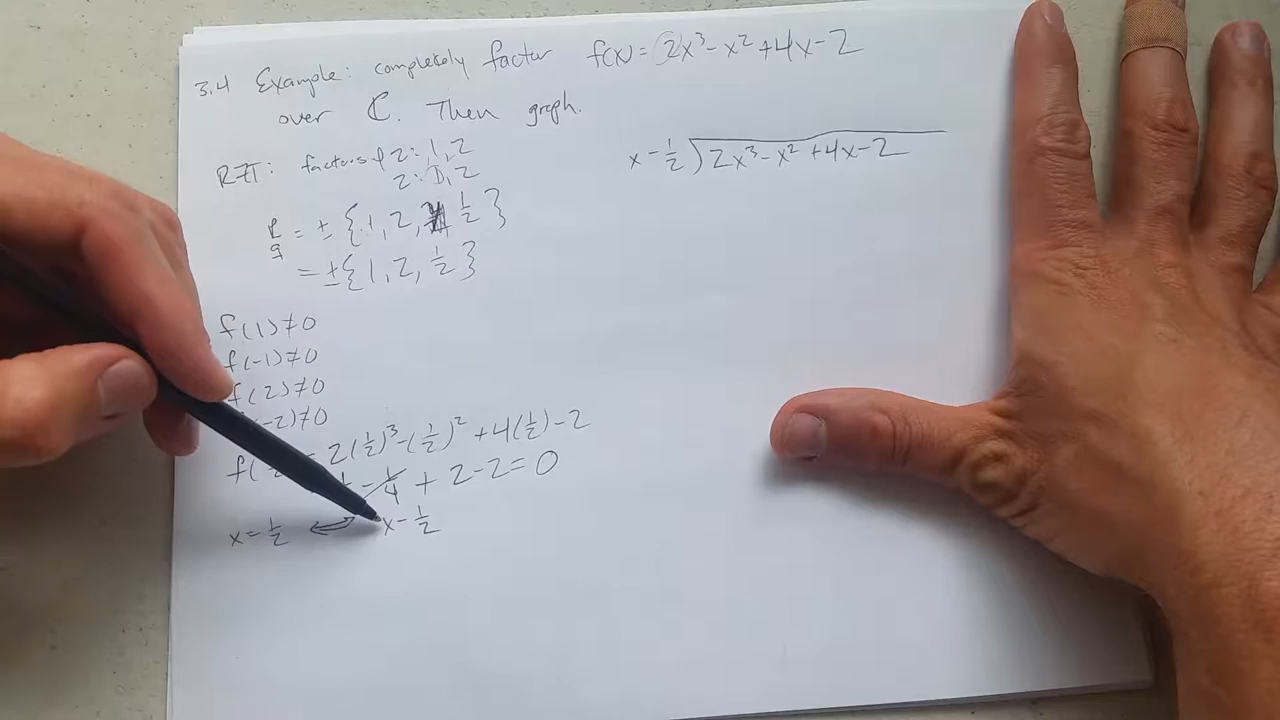 3.4 Example: completely factor f(x) = 2x³ - x² + 4x - 2
over ℂ. Then graph.
RZT: factors of 2: 1, 2
2: 1, 2
p/q = ± {1, 2, 1/2}
= ± {1, 2, 1/2}
f(1) ≠ 0
f(-1) ≠ 0
f(2) ≠ 0
-2) ≠ 0
f( = 2(1/2)³ - (1/2)² + 4(1/2) - 2
- 1/4 + 2 - 2 = 0
x = 1/2 ⟺ x - 1/2
x - 1/2 ) 2x³ - x² + 4x - 2